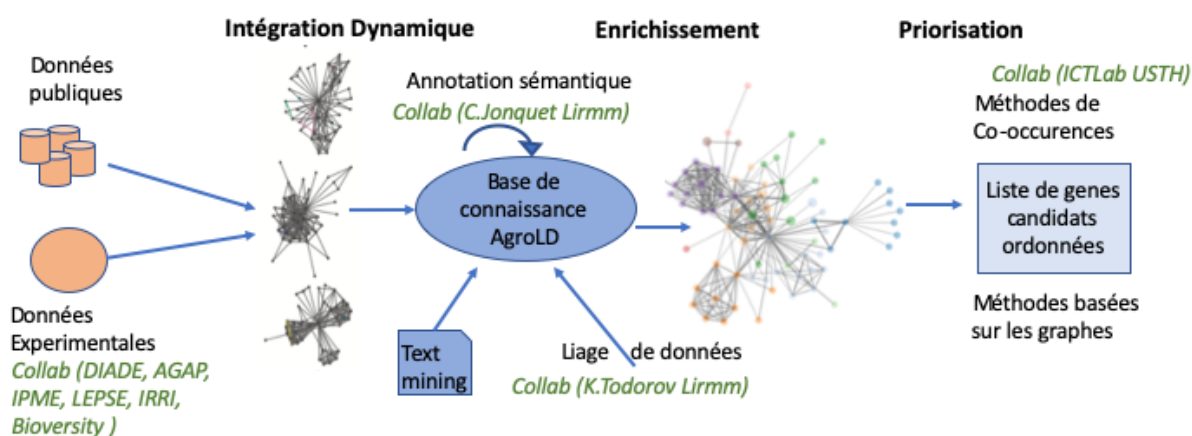 Intégration Dynamique
Enrichissement
Priorisation
Données
publiques
Annotation sémantique
Collab (C.Jonquet Lirmm)
Collab (ICTLab USTH)
Méthodes de
Co-occurences
Base de
connaissance
AgroLD
Liste de genes
candidats
ordonnées
Données
Experimentales
Collab (DIADE, AGAP,
IPME, LEPSE, IRRI,
Bioversity )
Text
mining
Liage de données
Collab (K.Todorov Lirmm)
Méthodes basées
sur les graphes